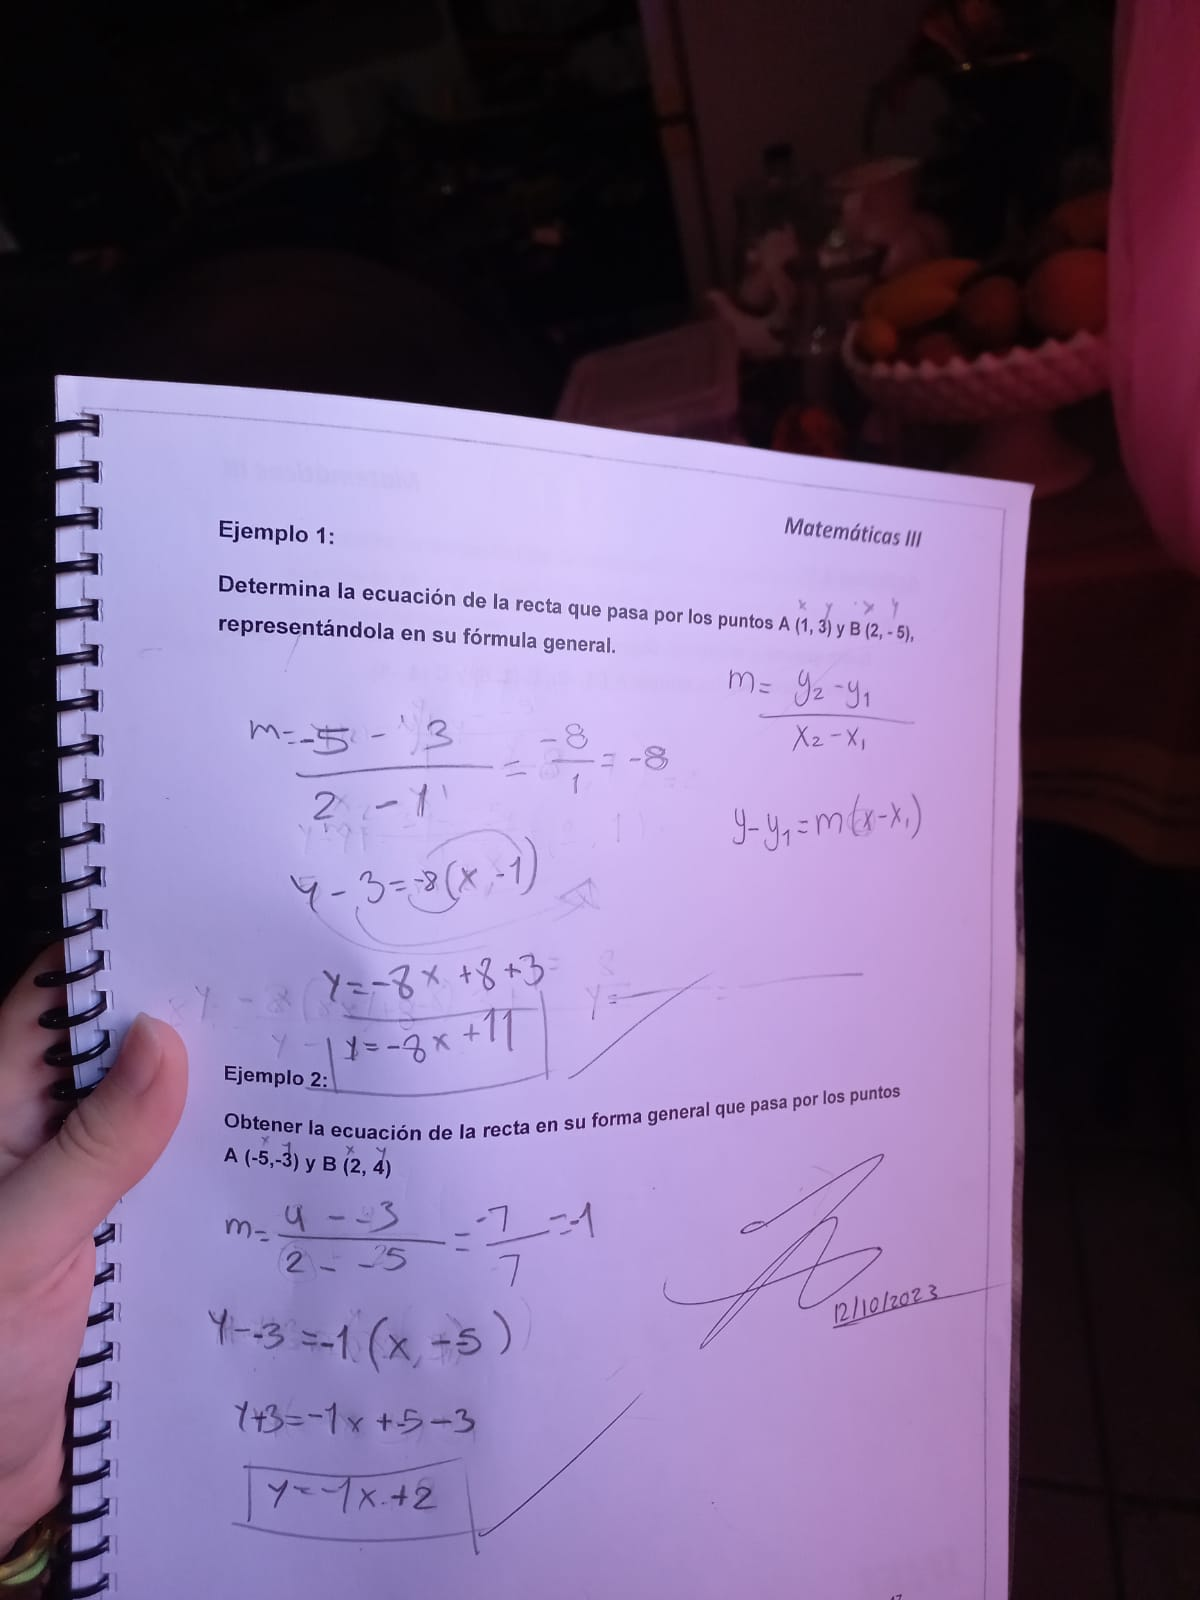 Matemáticas III
Ejemplo 1:
Determina la ecuación de la recta que pasa por los puntos A (1, 3) y B (2, - 5),
x y x y
representándola en su fórmula general.
m= y₂ -y₁
x₂ - x₁
m= -5 - 3 = -8 = -8
2 - 1 1
y-y₁=m(x-x₁)
y - 3=-8(x -1)
y=-8x +8+3
y=
y=-8x +11
Ejemplo 2:
Obtener la ecuación de la recta en su forma general que pasa por los puntos
A (-5,-3) y B (2, 4)
x y x y
m= 4 - -3 = -7 =-1
2 - -5 7
y--3 =-1 (x, -5)
12/10/2023
y+3=-1x +-5-3
y=-1x.+2